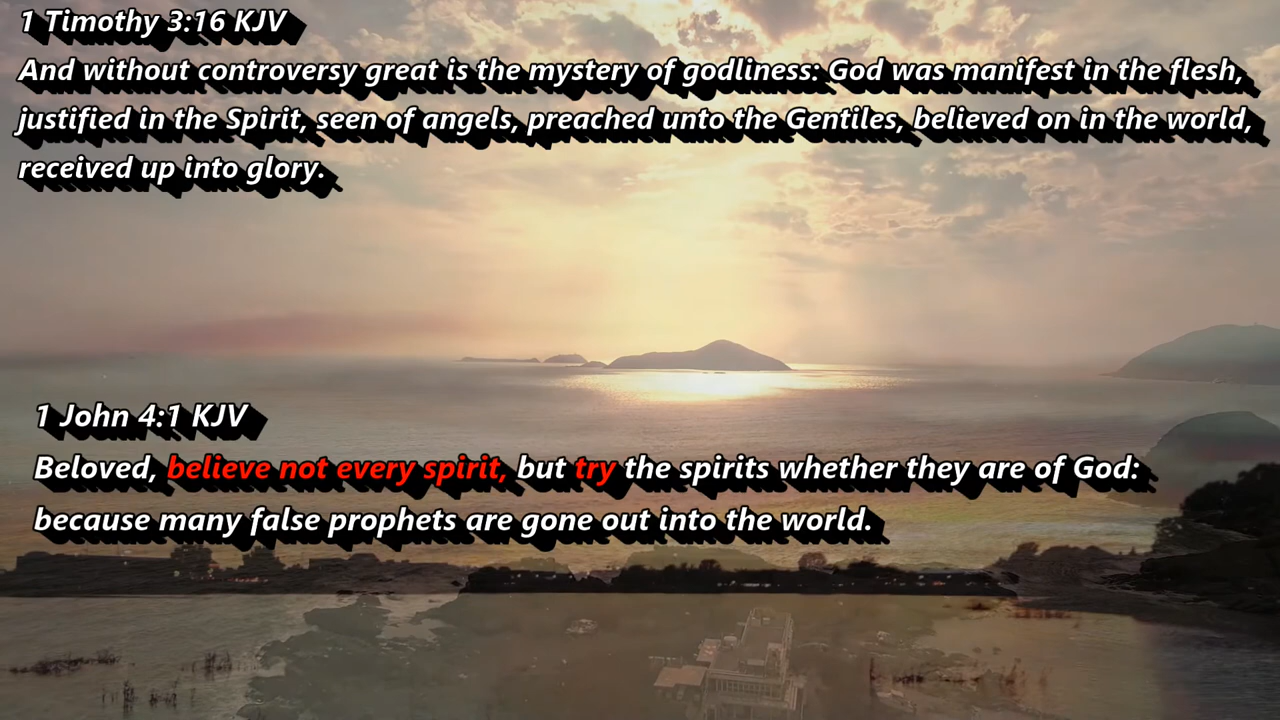 1 Timothy 3:16 KJV
And without controversy great is the mystery of godliness: God was manifest in the flesh,
justified in the Spirit, seen of angels, preached unto the Gentiles, believed on in the world,
received up into glory.
1 John 4:1 KJV
Beloved, believe not every spirit, but try the spirits whether they are of God:
because many false prophets are gone out into the world.